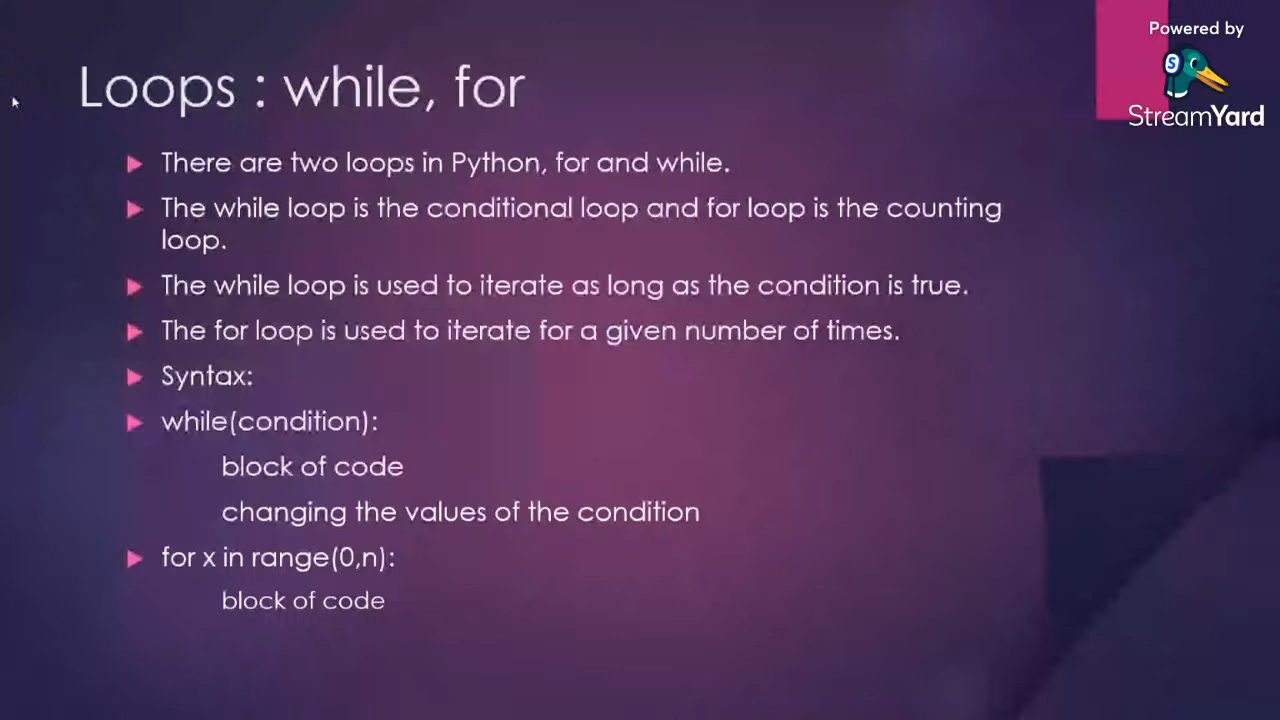 Powered by
StreamYard
Loops : while, for
There are two loops in Python, for and while.
The while loop is the conditional loop and for loop is the counting
loop.
The while loop is used to iterate as long as the condition is true.
The for loop is used to iterate for a given number of times.
Syntax:
while(condition):
block of code
changing the values of the condition
for x in range(0,n):
block of code